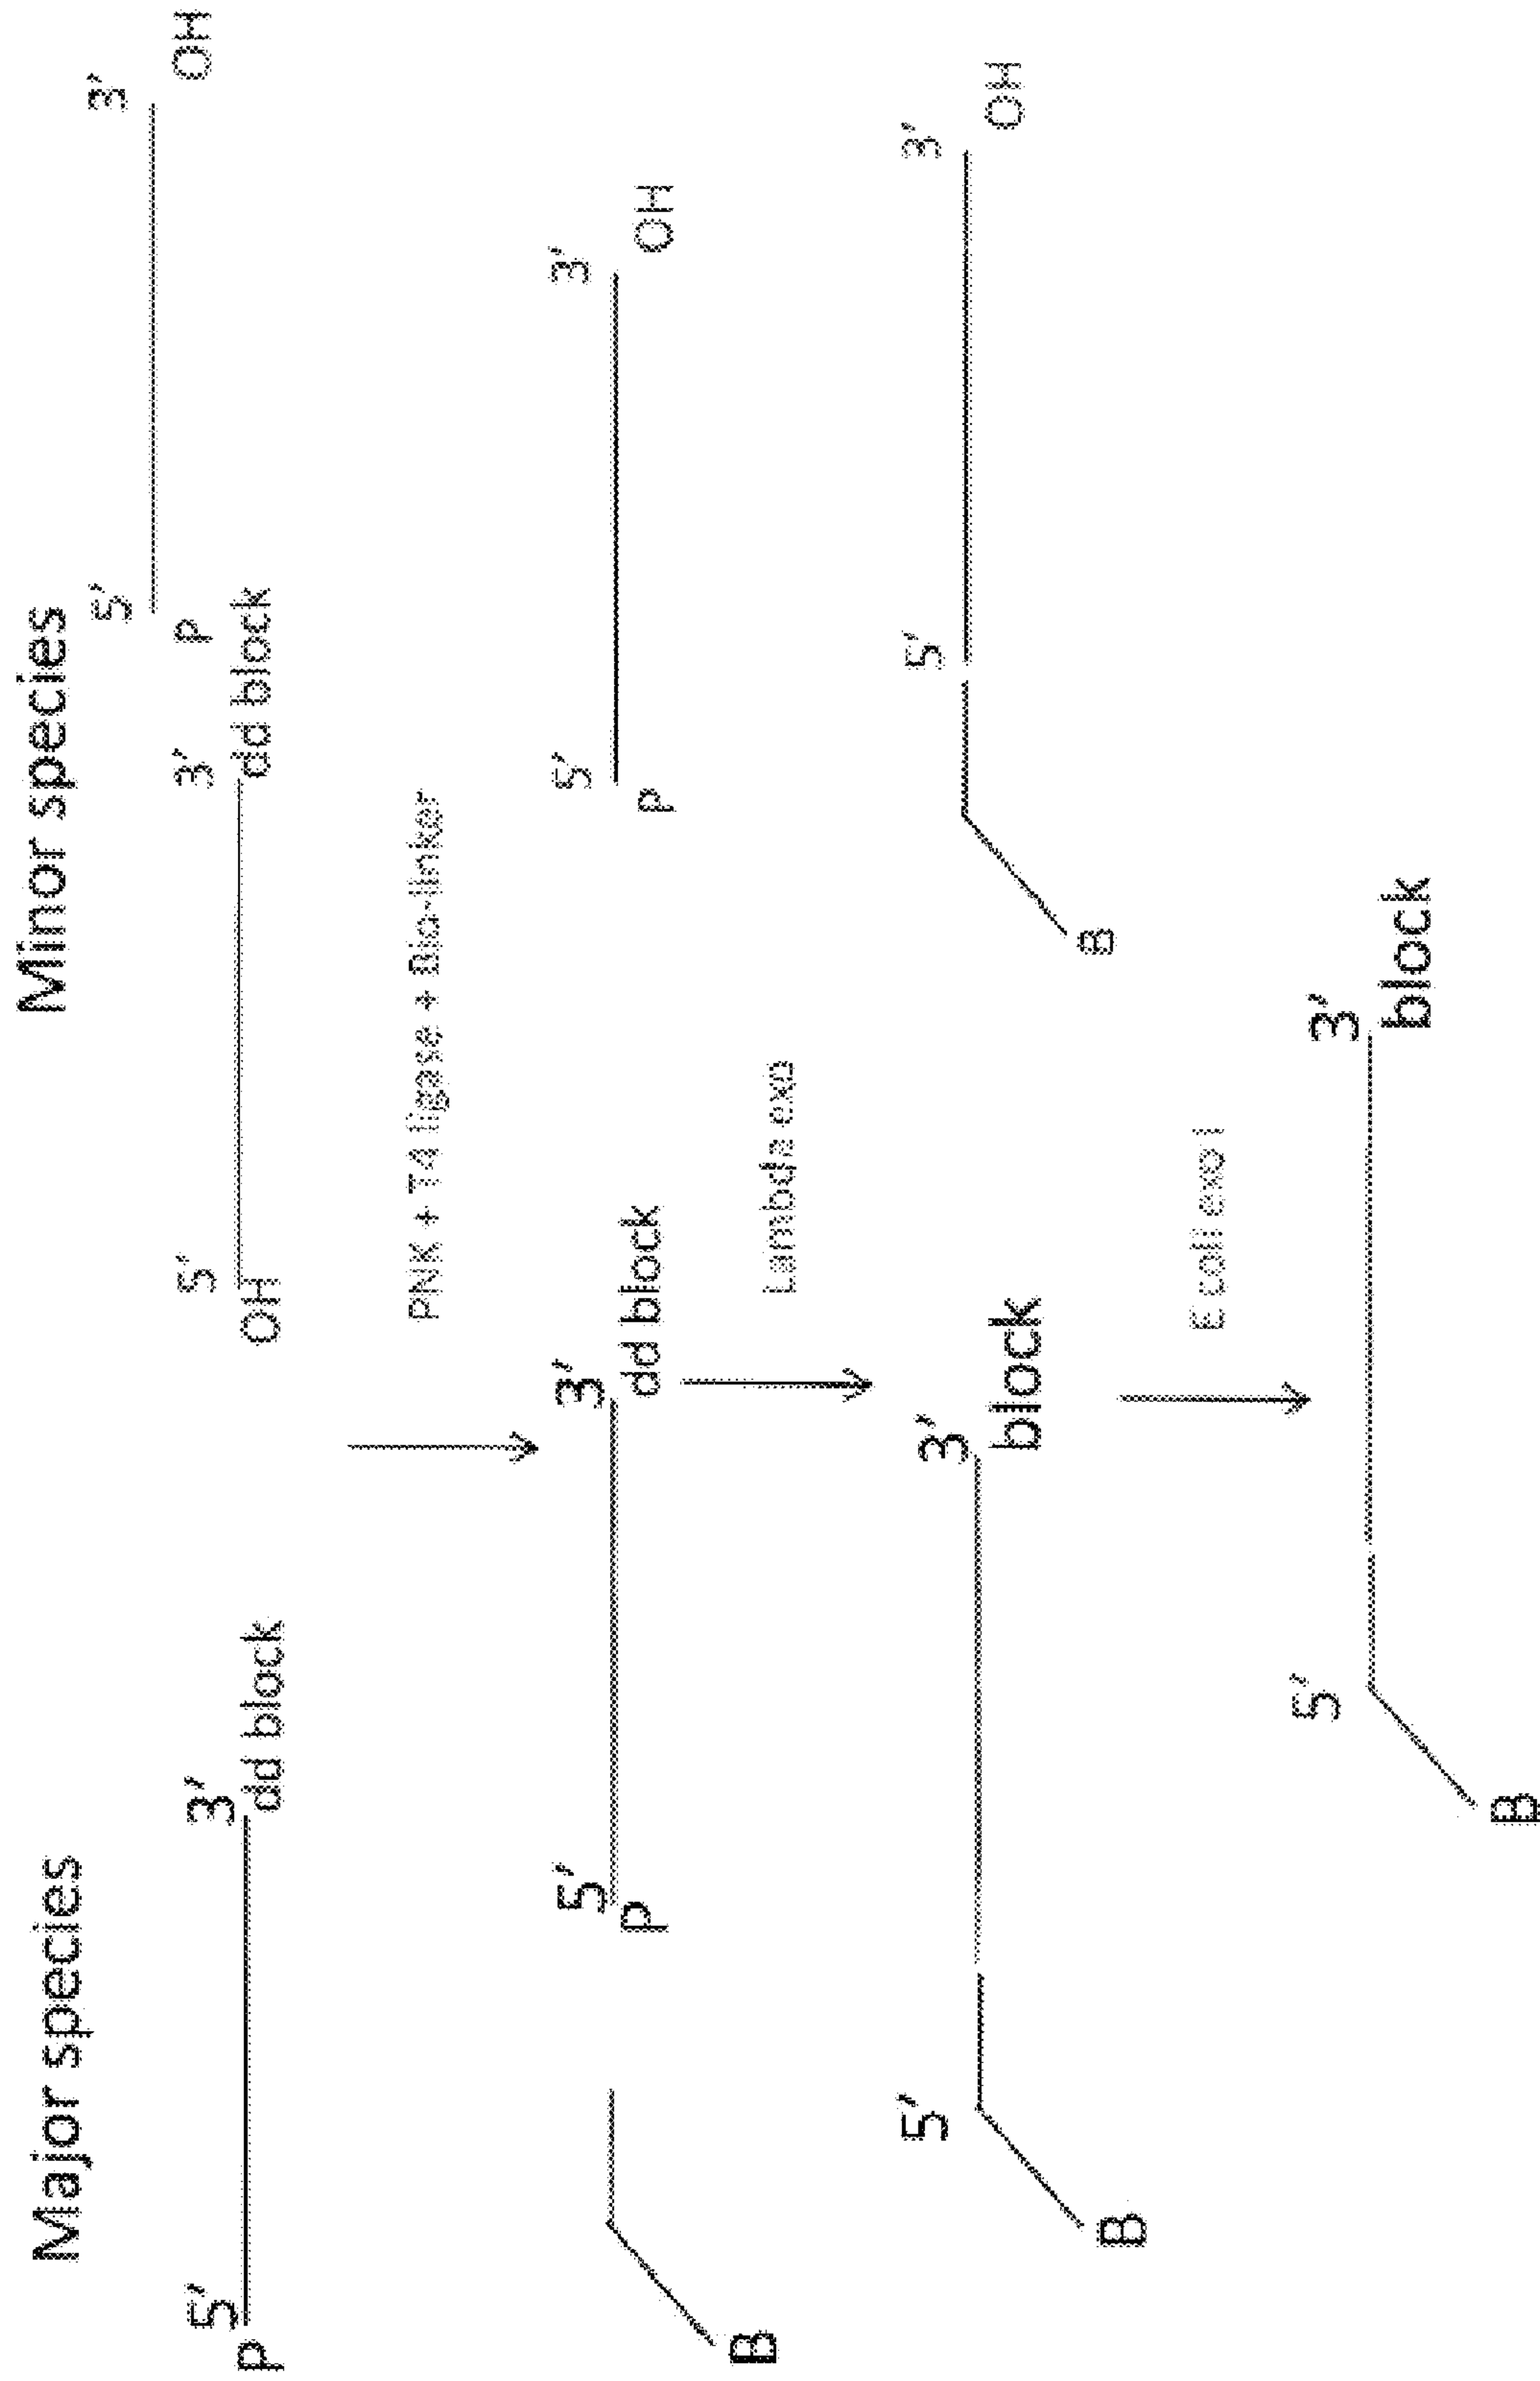 Major species
Minor species
5' 3'
P dd block
5' 3'
P OH
5' 3'
OH dd block
PNK + T4 ligase + Bio-linker
B
5' 3'
P dd block
5' 3'
P OH
Lambda exo
5' 3'
B block
5' 3'
B OH
E coli exo I
5' 3'
B block